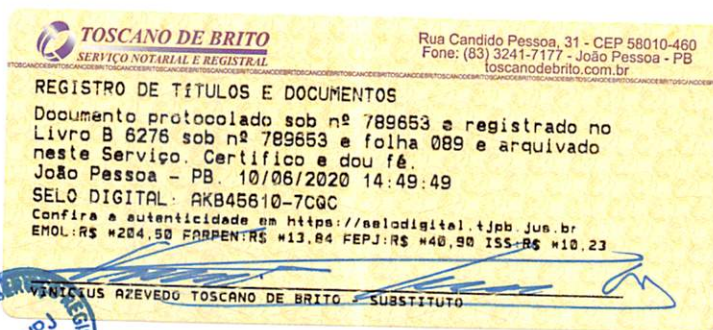 TOSCANO DE BRITO
SERVIÇO NOTARIAL E REGISTRAL
Rua Candido Pessoa, 31 - CEP 58010-460
Fone: (83) 3241-7177 - João Pessoa - PB
toscanodebrito.com.br
REGISTRO DE TÍTULOS E DOCUMENTOS
Documento protocolado sob nº 789653 e registrado no
Livro B 6276 sob nº 789653 e folha 089 e arquivado
neste Serviço. Certifico e dou fé.
João Pessoa - PB. 10/06/2020 14:49:49
SELO DIGITAL: AKB45610-7CQC
Confira a autenticidade em https://selodigital.tjpb.jus.br
EMOL:R$ *204,50 FARPEN:R$ *13,84 FEPJ:R$ *40,90 ISS:R$ *10,23
VINICIUS AZEVEDO TOSCANO DE BRITO - SUBSTITUTO